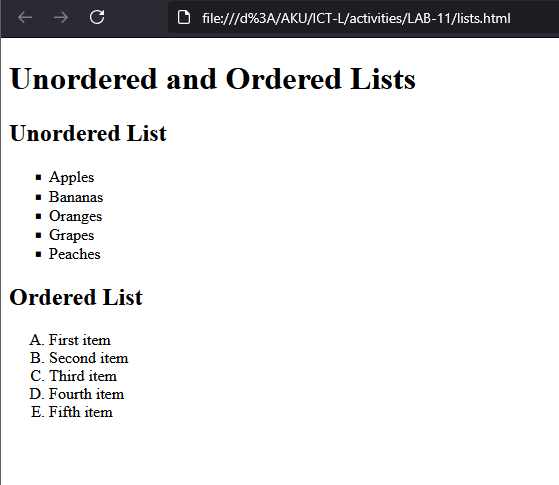 file:///d%3A/AKU/ICT-L/activities/LAB-11/lists.html
Unordered and Ordered Lists
Unordered List
▪ Apples
▪ Bananas
▪ Oranges
▪ Grapes
▪ Peaches
Ordered List
A. First item
B. Second item
C. Third item
D. Fourth item
E. Fifth item